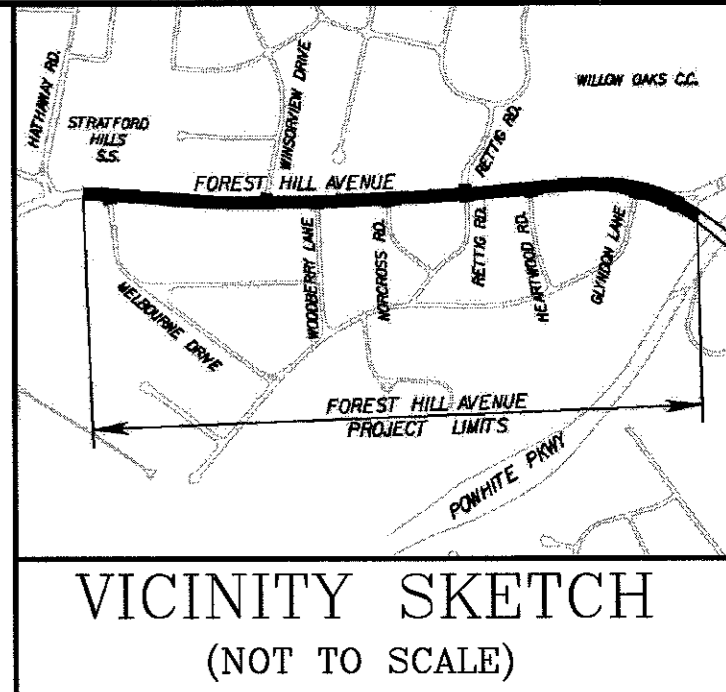 HATHAWAY RD.
STRATFORD
HILLS
S.S.
WINSORVIEW DRIVE
RETTIG RD.
WILLOW OAKS C.C.
FOREST HILL AVENUE
MELBOURNE DRIVE
WOODBERRY LANE
NORCROSS RD.
RETTIG RD.
HEARTWOOD RD.
GLYNDON LANE
FOREST HILL AVENUE
PROJECT LIMITS
POWHITE PKWY
VICINITY SKETCH
(NOT TO SCALE)